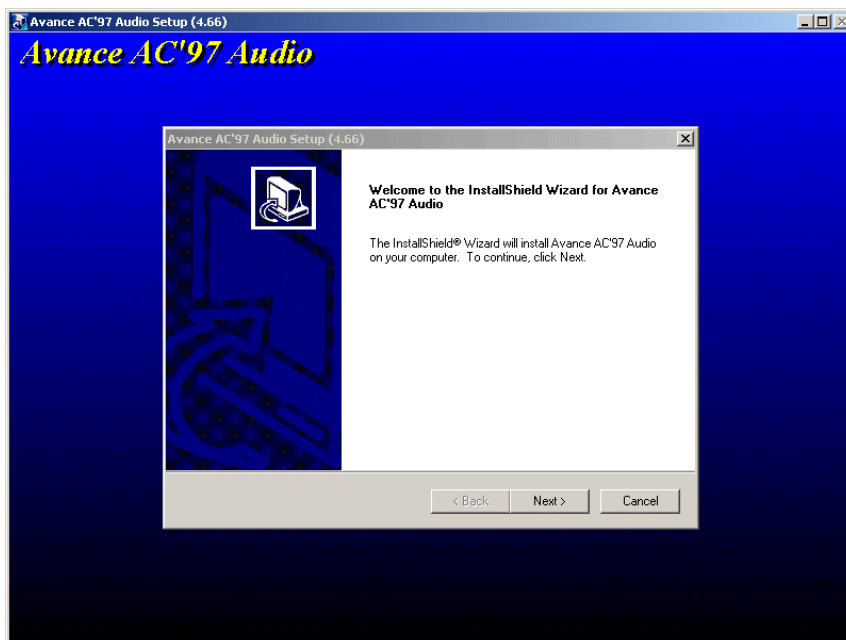 Avance AC'97 Audio Setup (4.66)
Avance AC'97 Audio
Avance AC'97 Audio Setup (4.66)
Welcome to the InstallShield Wizard for Avance
AC'97 Audio
The InstallShield® Wizard will install Avance AC'97 Audio
on your computer. To continue, click Next.
< Back Next > Cancel